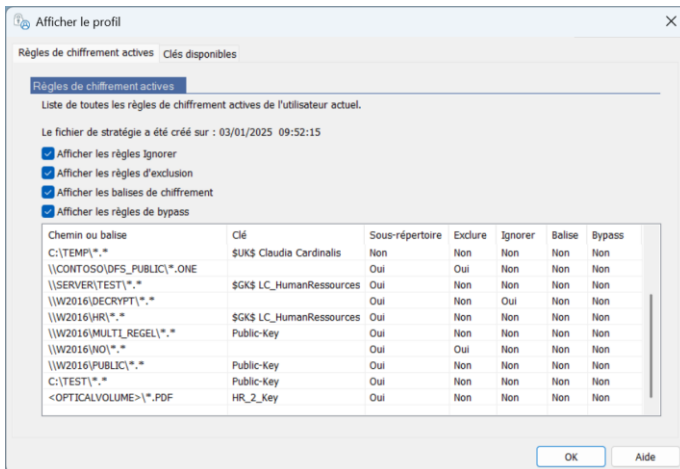 Afficher le profil
Règles de chiffrement actives Clés disponibles
Règles de chiffrement actives
Liste de toutes les règles de chiffrement actives de l'utilisateur actuel.
Le fichier de stratégie a été créé sur : 03/01/2025 09:52:15
Afficher les règles Ignorer
Afficher les règles d'exclusion
Afficher les balises de chiffrement
Afficher les règles de bypass
Chemin ou balise Clé Sous-répertoire Exclure Ignorer Balise Bypass
C:\TEMP\*.* $UK$ Claudia Cardinalis Non Non Non Non Non
\\CONTOSO\DFS_PUBLIC\*.ONE Oui Oui Non Non Non
\\SERVER\TEST\*.* $GK$ LC_HumanRessources Oui Non Non Non Non
\\W2016\DECRYPT\*.* Oui Non Oui Non Non
\\W2016\HR\*.* $GK$ LC_HumanRessources Oui Non Non Non Non
\\W2016\MULTI_REGEL\*.* Public-Key Oui Non Non Non Non
\\W2016\NO\*.* Oui Oui Non Non Non
\\W2016\PUBLIC\*.* Public-Key Oui Non Non Non Non
C:\TEST\*.* Public-Key Oui Non Non Non Non
<OPTICALVOLUME>\*.PDF HR_2_Key Oui Non Non Non Non
OK Aide